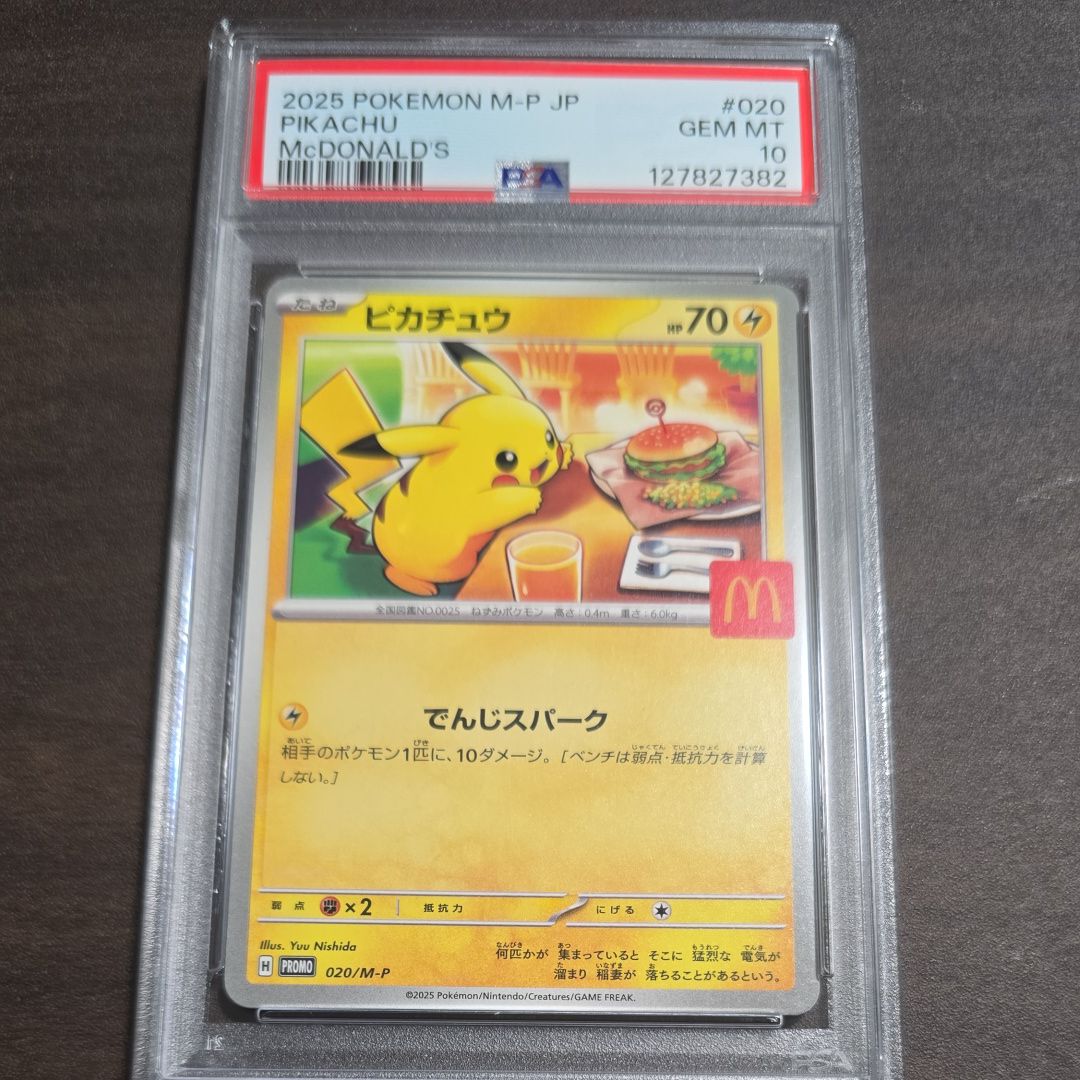 2025 POKEMON M-P JP #020
PIKACHU GEM MT
McDONALD'S 10
PSA 127827382
たね ピカチュウ HP70
全国図鑑NO.0025 ねずみポケモン 高さ:0.4m 重さ:6.0kg
でんじスパーク
相手のポケモン1匹に、10ダメージ。[ベンチは弱点・抵抗力を計算
しない。]
弱点 ×2 抵抗力 にげる
Illus. Yuu Nishida
何匹かが 集まっていると そこに 猛烈な 電気が
溜まり 稲妻が 落ちることがあるという。
H PROMO 020/M-P
©2025 Pokémon/Nintendo/Creatures/GAME FREAK.